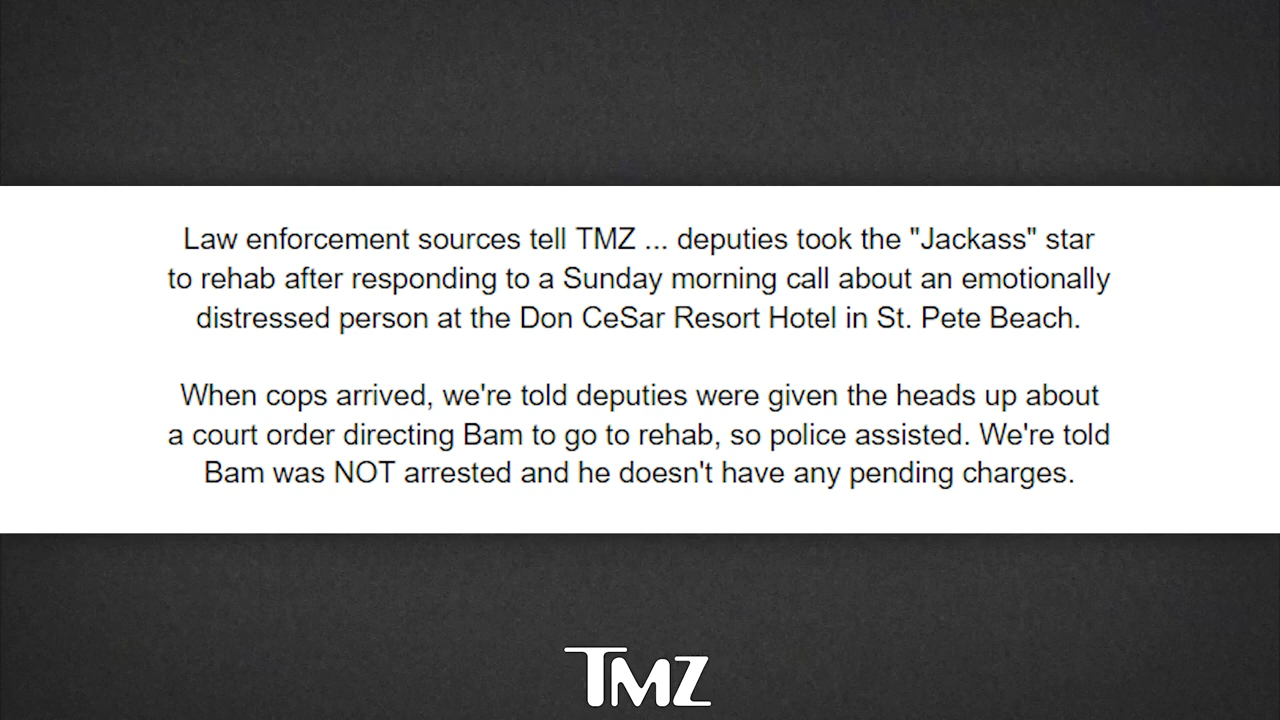 Law enforcement sources tell TMZ ... deputies took the "Jackass" star
to rehab after responding to a Sunday morning call about an emotionally
distressed person at the Don CeSar Resort Hotel in St. Pete Beach.
When cops arrived, we're told deputies were given the heads up about
a court order directing Bam to go to rehab, so police assisted. We're told
Bam was NOT arrested and he doesn't have any pending charges.
TMZ